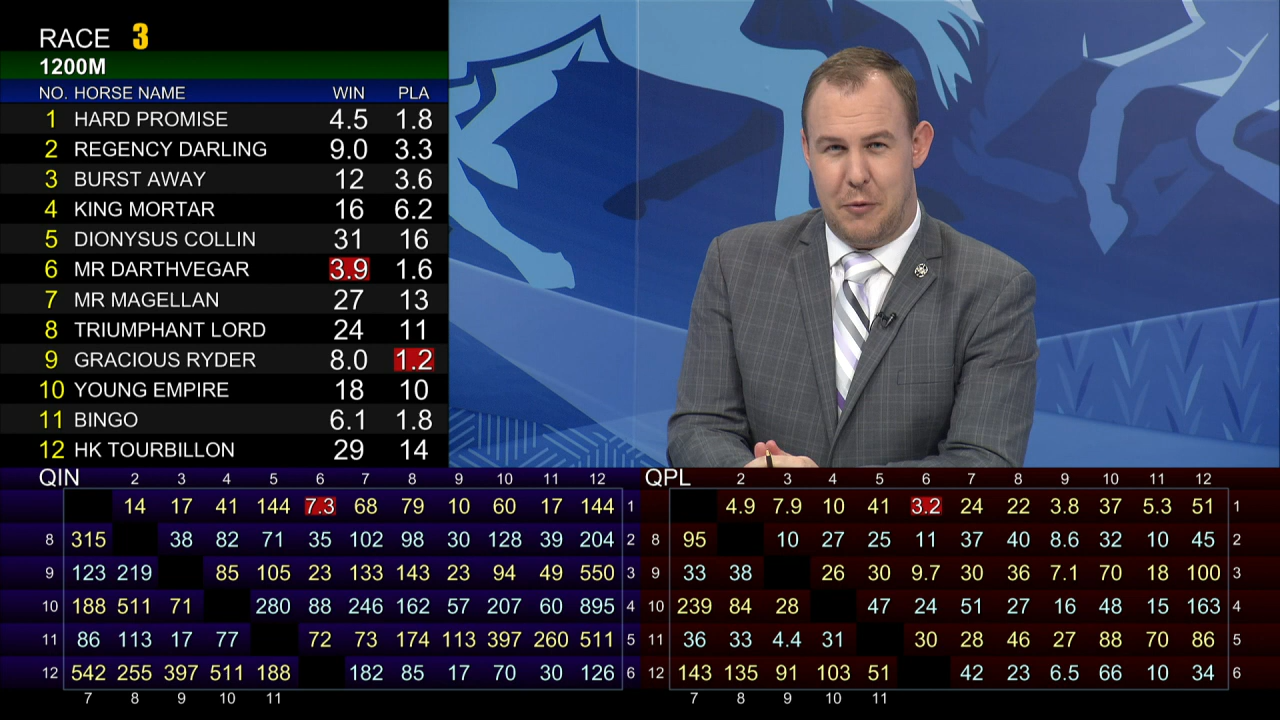 RACE 3
1200M
NO. HORSE NAME WIN PLA
1 HARD PROMISE 4.5 1.8
2 REGENCY DARLING 9.0 3.3
3 BURST AWAY 12 3.6
4 KING MORTAR 16 6.2
5 DIONYSUS COLLIN 31 16
6 MR DARTHVEGAR 3.9 1.6
7 MR MAGELLAN 27 13
8 TRIUMPHANT LORD 24 11
9 GRACIOUS RYDER 8.0 1.2
10 YOUNG EMPIRE 18 10
11 BINGO 6.1 1.8
12 HK TOURBILLON 29 14
QIN 2 3 4 5 6 7 8 9 10 11 12
14 17 41 144 7.3 68 79 10 60 17 144 1
8 315 38 82 71 35 102 98 30 128 39 204 2
9 123 219 85 105 23 133 143 23 94 49 550 3
10 188 511 71 280 88 246 162 57 207 60 895 4
11 86 113 17 77 72 73 174 113 397 260 511 5
12 542 255 397 511 188 182 85 17 70 30 126 6
7 8 9 10 11
QPL 2 3 4 5 6 7 8 9 10 11 12
4.9 7.9 10 41 3.2 24 22 3.8 37 5.3 51 1
8 95 10 27 25 11 37 40 8.6 32 10 45 2
9 33 38 26 30 9.7 30 36 7.1 70 18 100 3
10 239 84 28 47 24 51 27 16 48 15 163 4
11 36 33 4.4 31 30 28 46 27 88 70 86 5
12 143 135 91 103 51 42 23 6.5 66 10 34 6
7 8 9 10 11